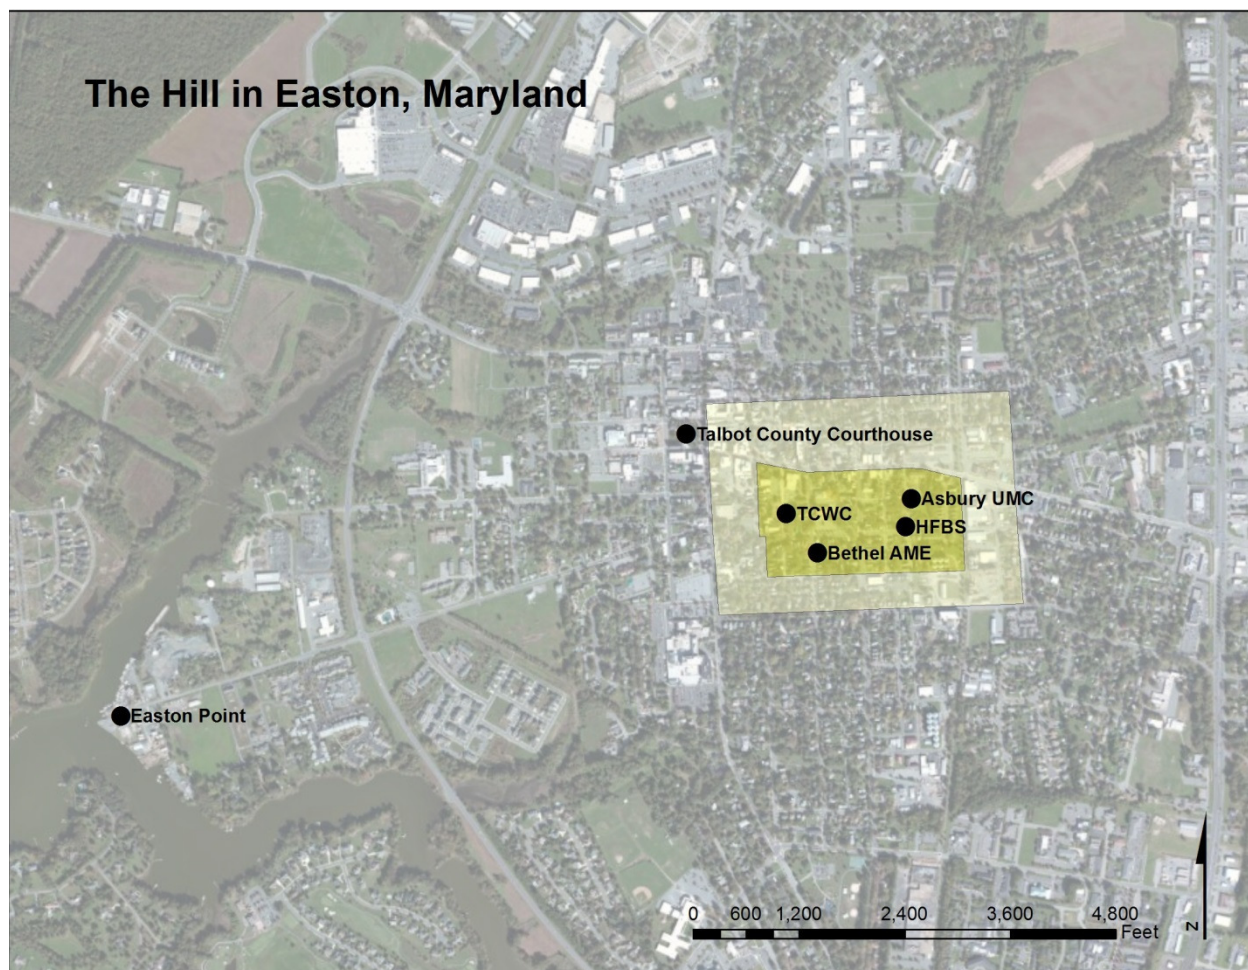 The Hill in Easton, Maryland
Talbot County Courthouse
Asbury UMC
TCWC
HFBS
Bethel AME
Easton Point
0 600 1,200 2,400 3,600 4,800
Feet
N